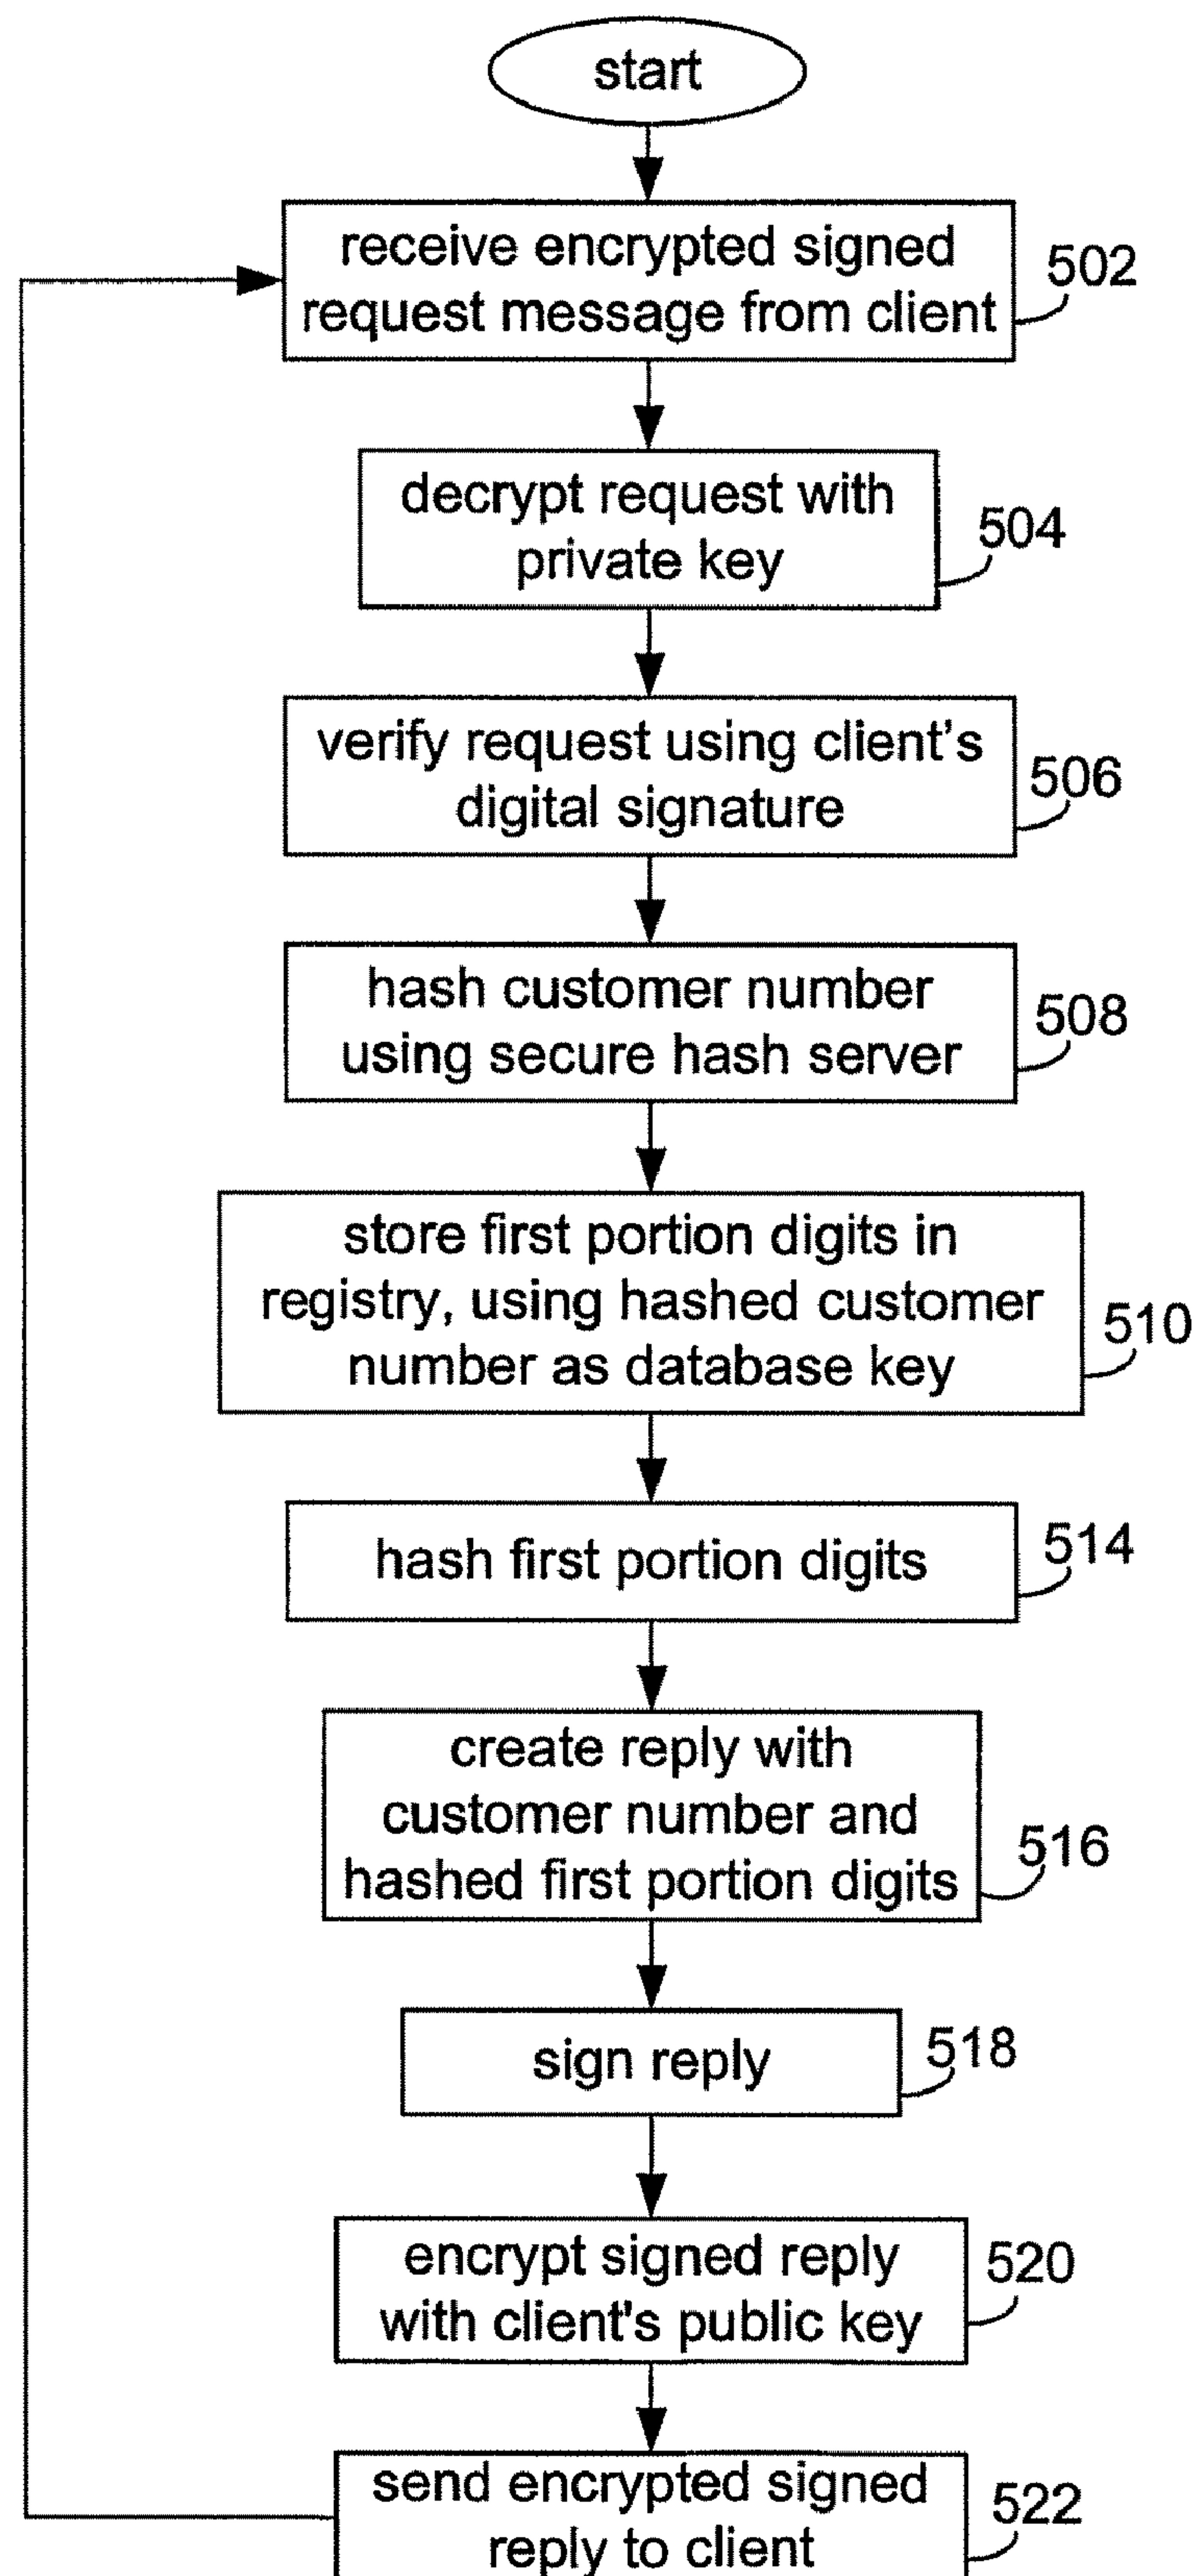 start
receive encrypted signed
request message from client
502
decrypt request with
private key
504
verify request using client's
digital signature
506
hash customer number
using secure hash server
508
store first portion digits in
registry, using hashed customer
number as database key
510
hash first portion digits
514
create reply with
customer number and
hashed first portion digits
516
sign reply
518
encrypt signed reply
with client's public key
520
send encrypted signed
reply to client
522